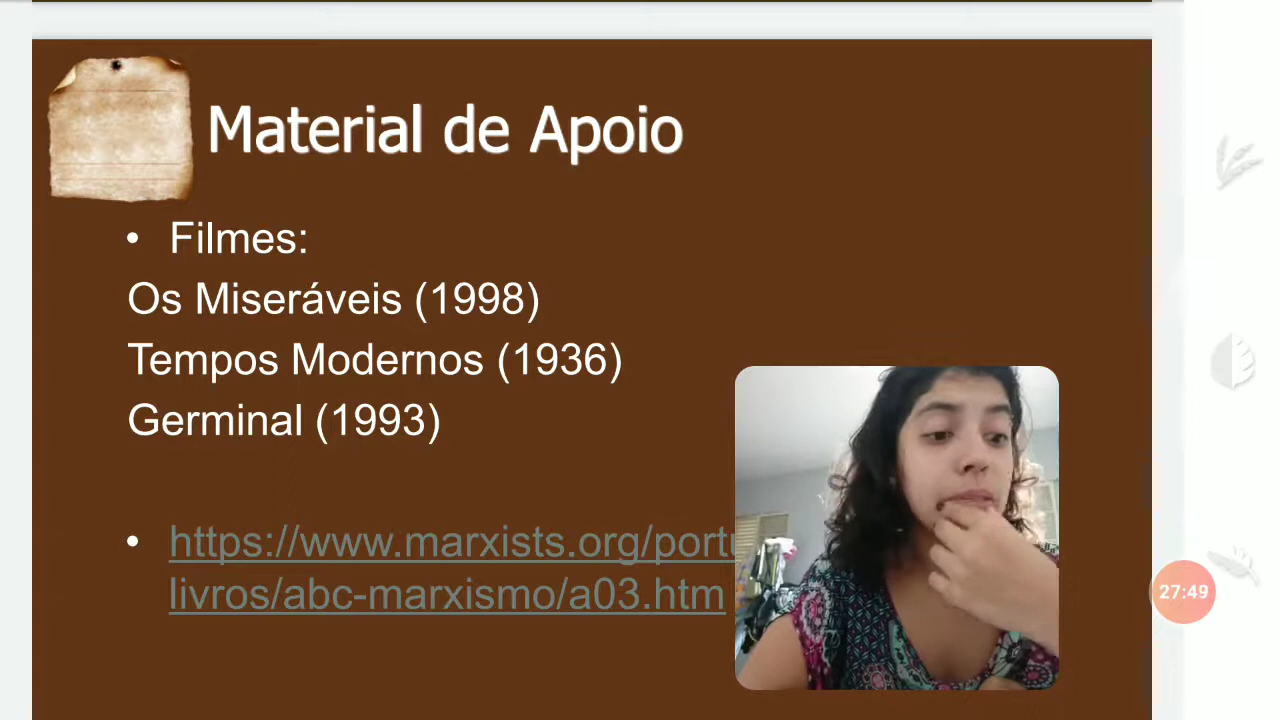 Material de Apoio
• Filmes:
Os Miseráveis (1998)
Tempos Modernos (1936)
Germinal (1993)
• https://www.marxists.org/portu
livros/abc-marxismo/a03.htm
27:49